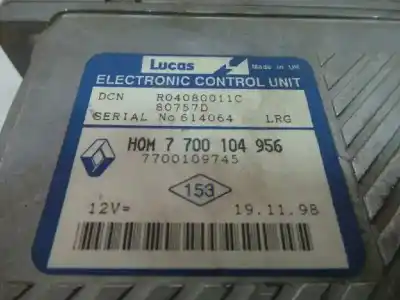 Lucas Made in UK
ELECTRONIC CONTROL UNIT
DCN R04080011C
80757D
SERIAL No 614064 LRG
HOM 7 700 104 956
7700109745
153
12V= 19.11.98